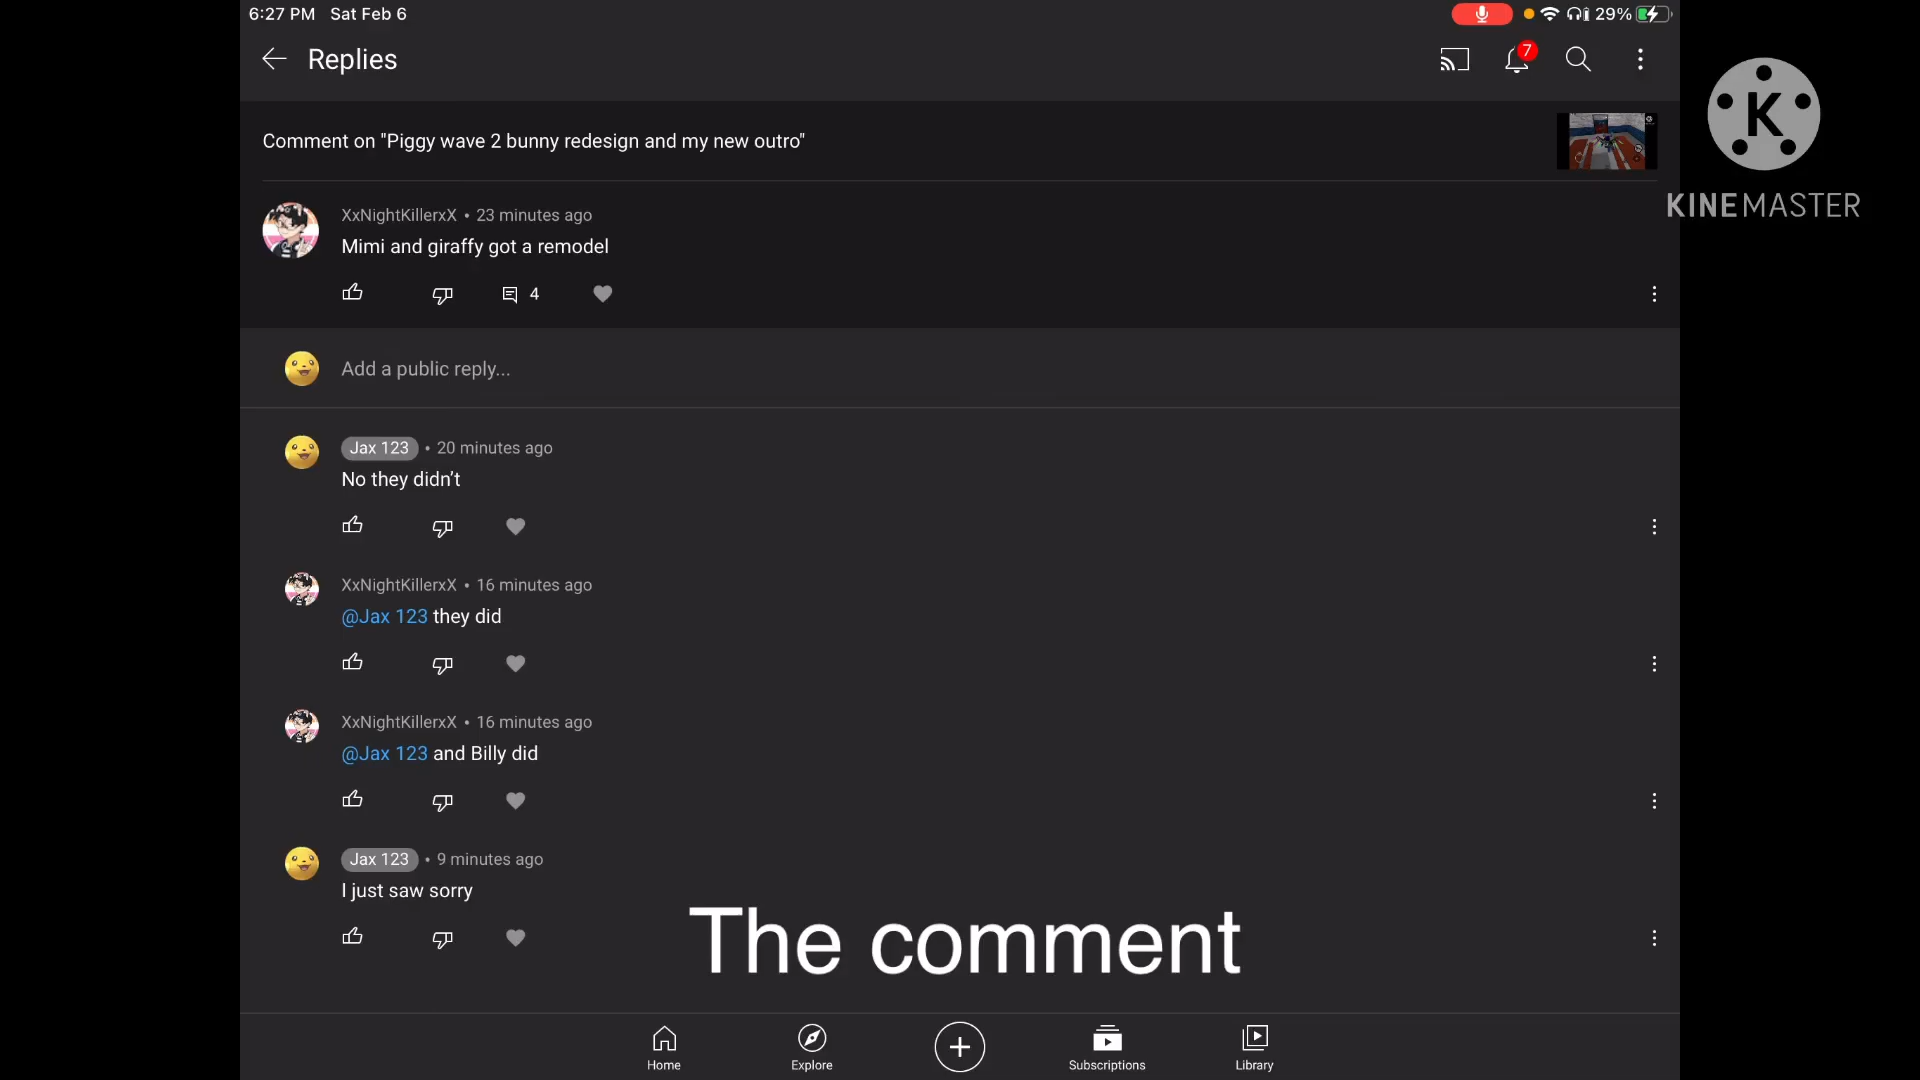 6:27 PM Sat Feb 6
29%
Replies
7
Comment on "Piggy wave 2 bunny redesign and my new outro"
K
KINEMASTER
XxNightKillerxX • 23 minutes ago
Mimi and giraffy got a remodel
4
Add a public reply...
Jax 123 • 20 minutes ago
No they didn’t
XxNightKillerxX • 16 minutes ago
@Jax 123 they did
XxNightKillerxX • 16 minutes ago
@Jax 123 and Billy did
Jax 123 • 9 minutes ago
I just saw sorry
The comment
Home
Explore
Subscriptions
Library